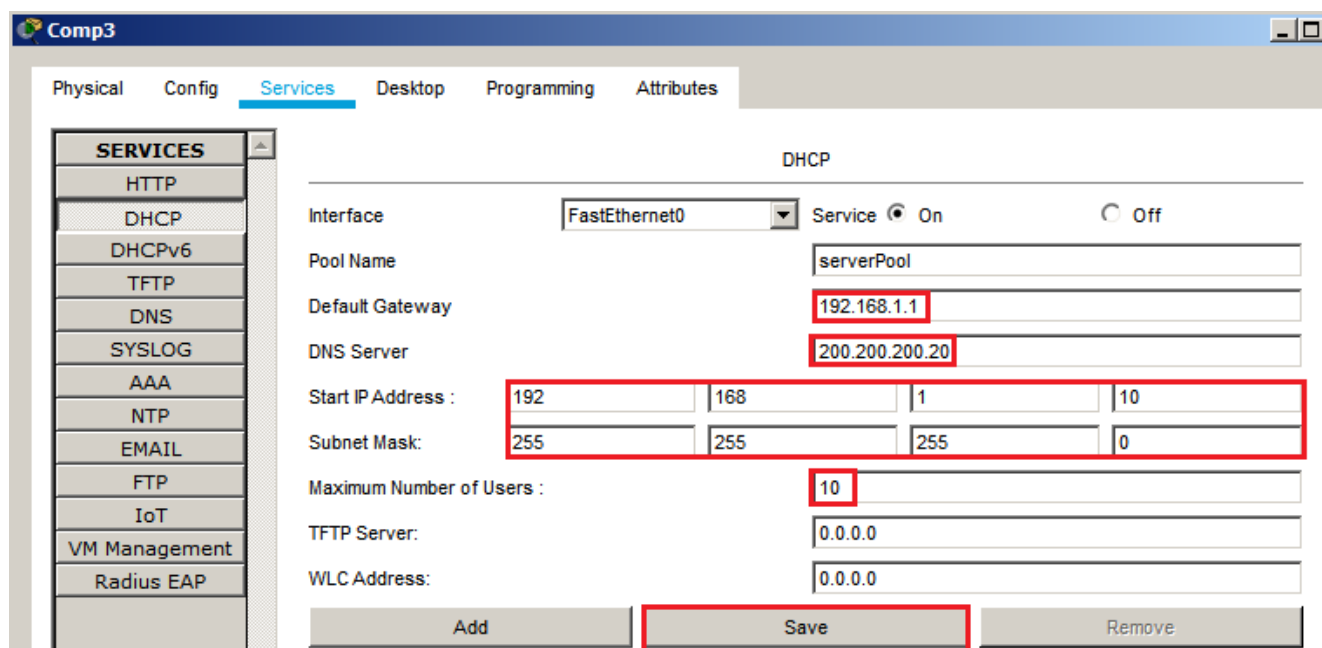 Comp3
Physical Config Services Desktop Programming Attributes
SERVICES
HTTP
DHCP
DHCPv6
TFTP
DNS
SYSLOG
AAA
NTP
EMAIL
FTP
IoT
VM Management
Radius EAP
DHCP
Interface FastEthernet0 Service On Off
Pool Name serverPool
Default Gateway 192.168.1.1
DNS Server 200.200.200.20
Start IP Address : 192 168 1 10
Subnet Mask: 255 255 255 0
Maximum Number of Users : 10
TFTP Server: 0.0.0.0
WLC Address: 0.0.0.0
Add Save Remove